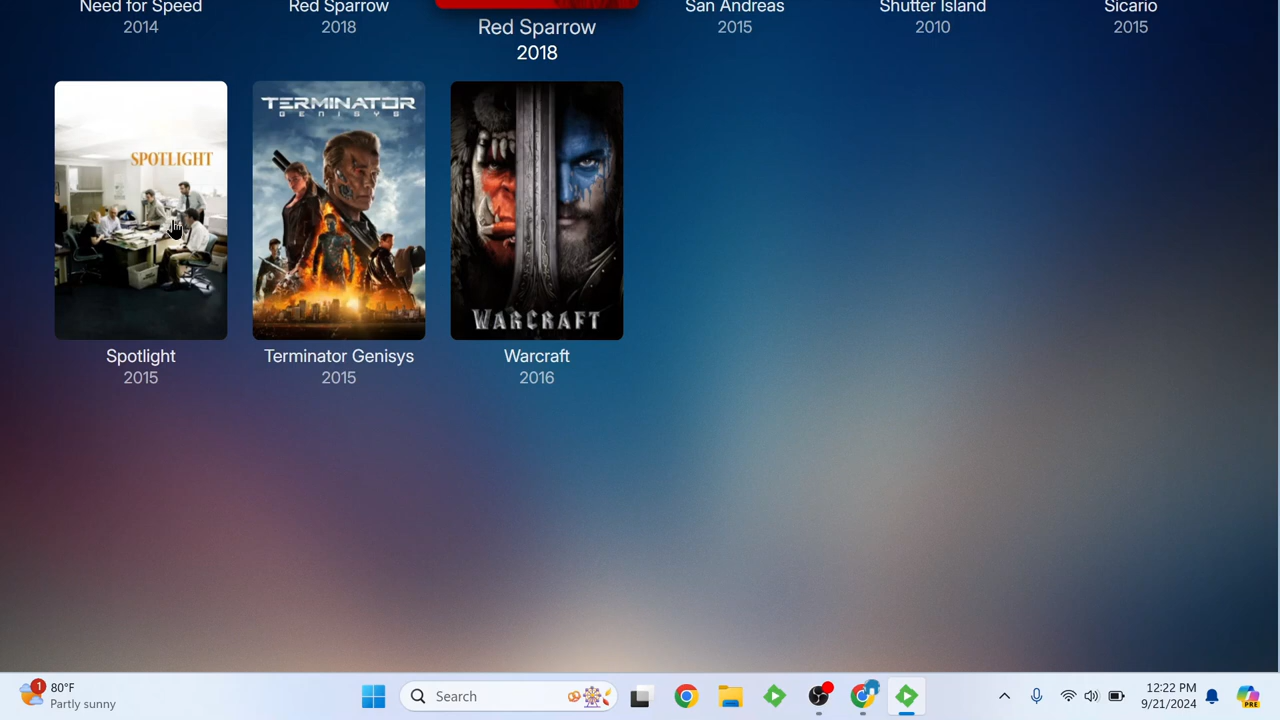 Need for Speed
2014
Red Sparrow
2018
Red Sparrow
2018
San Andreas
2015
Shutter Island
2010
Sicario
2015
SPOTLIGHT
TERMINATOR
GENISYS
WARCRAFT
Spotlight
2015
Terminator Genisys
2015
Warcraft
2016
1
80°F
Partly sunny
Search
12:22 PM
9/21/2024
PRE